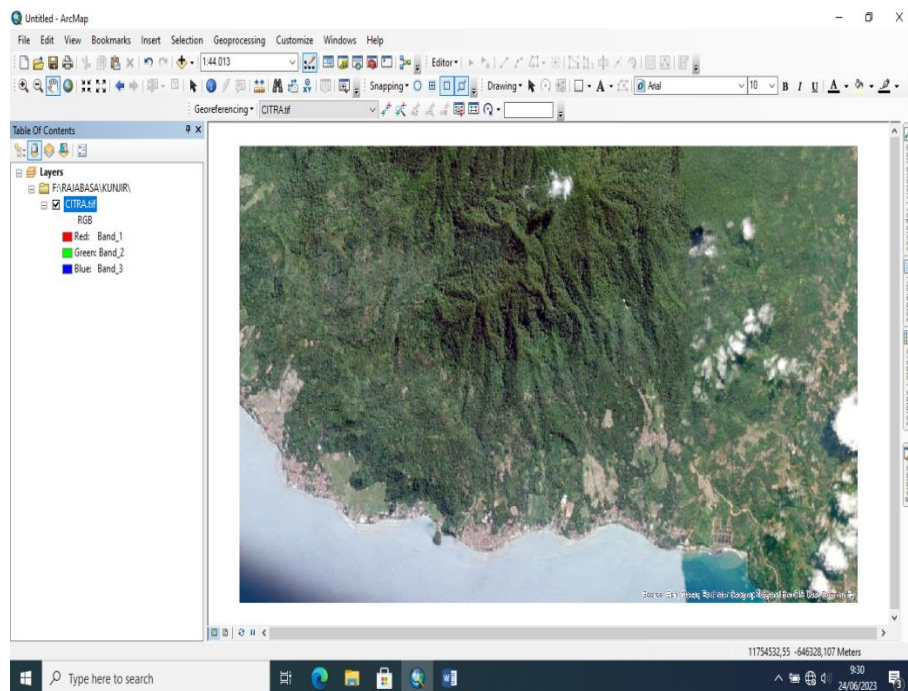 Untitled - ArcMap
File Edit View Bookmarks Insert Selection Geoprocessing Customize Windows Help
1:44.013
Editor
Snapping
Drawing
Arial
10
B I U A
Georeferencing CITRA.tif
Table Of Contents
Layers
F:\RAJABASA\KUNJIR\
CITRA.tif
RGB
Red: Band_1
Green: Band_2
Blue: Band_3
11754532,55 -646328,107 Meters
Type here to search
9:30
24/06/2023